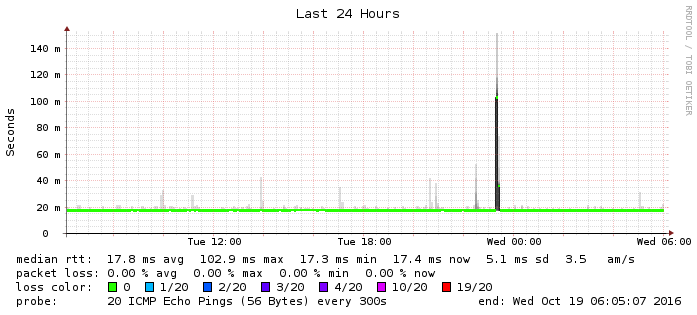 Last 24 Hours
RRDTOOL / TOBI OETIKER
Seconds
140 m
120 m
100 m
80 m
60 m
40 m
20 m
0
Tue 12:00 Tue 18:00 Wed 00:00 Wed 06:00
median rtt: 17.8 ms avg 102.9 ms max 17.3 ms min 17.4 ms now 5.1 ms sd 3.5 am/s
packet loss: 0.00 % avg 0.00 % max 0.00 % min 0.00 % now
loss color: 0 1/20 2/20 3/20 4/20 10/20 19/20
probe: 20 ICMP Echo Pings (56 Bytes) every 300s end: Wed Oct 19 06:05:07 2016